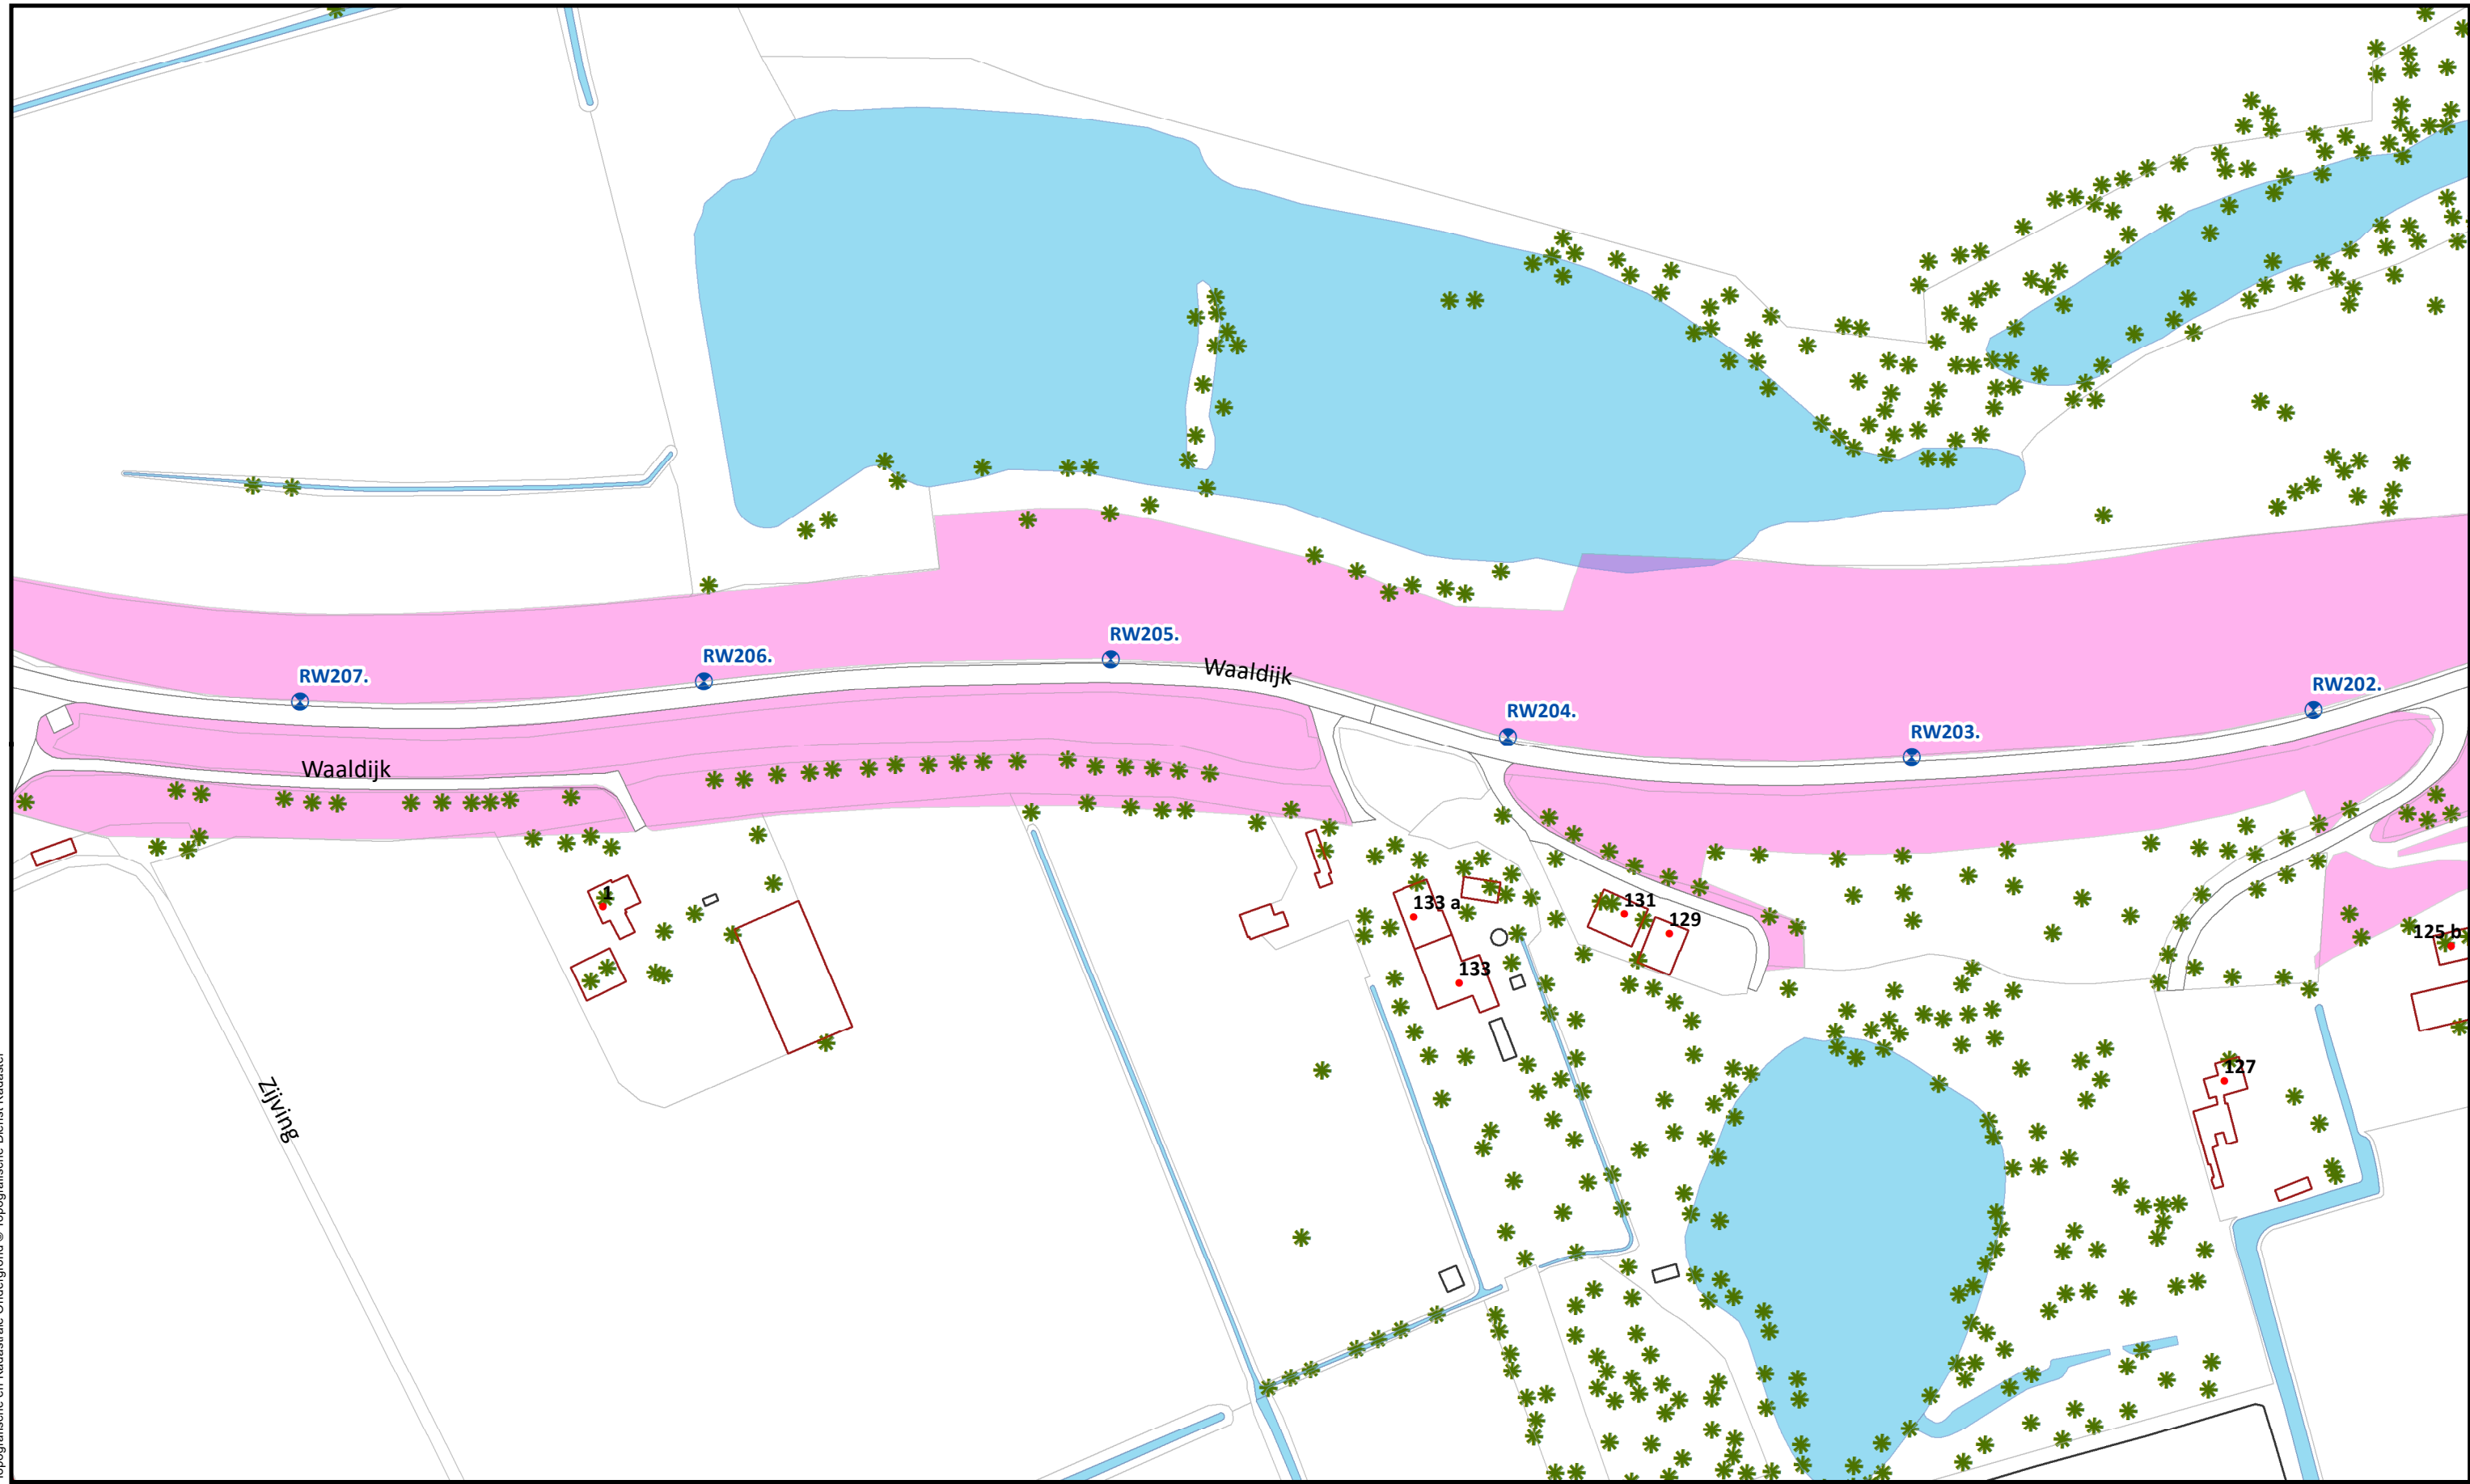 RW205.
RW206.
Waaldijk
RW207.
RW202.
RW204.
RW203.
Waaldijk
1
133 a
131
129
125 b
133
127
Zijving